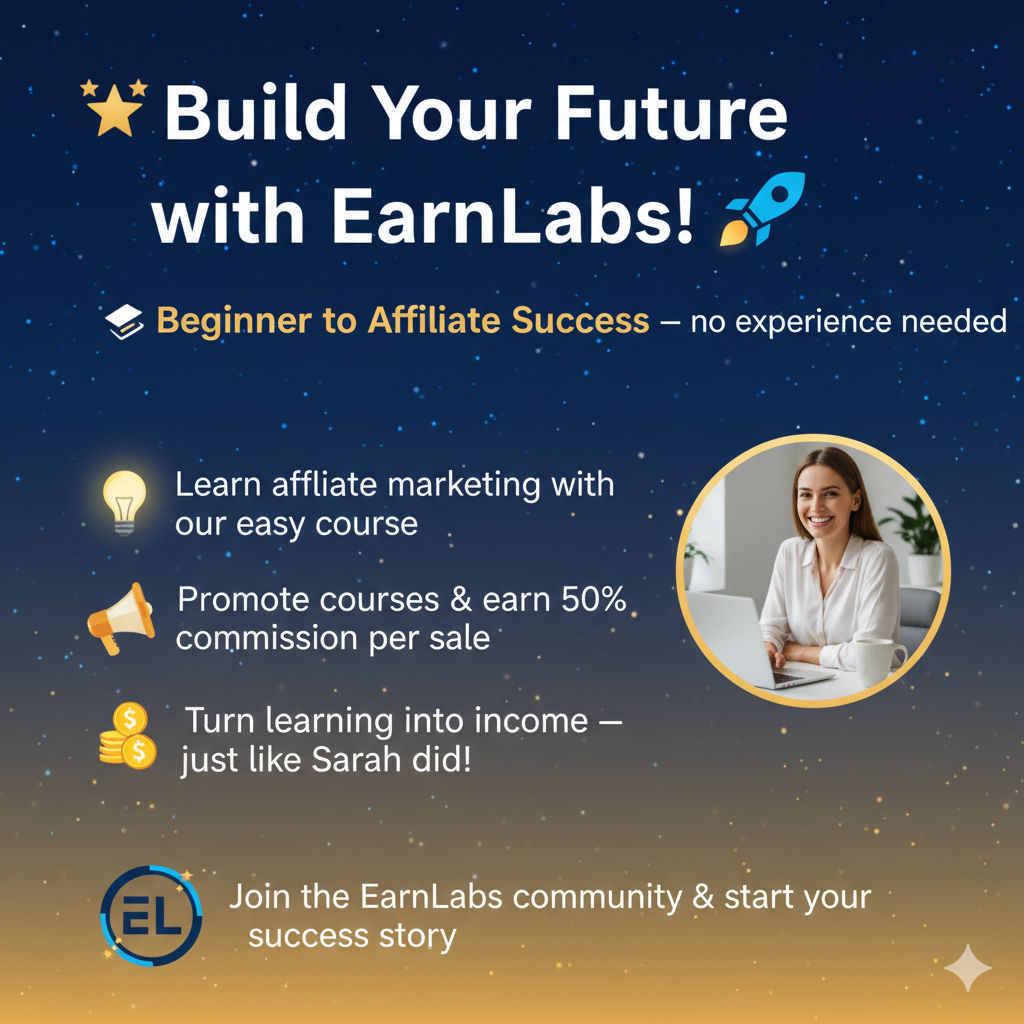 Build Your Future
with EarnLabs!
Beginner to Affiliate Success – no experience needed
Learn affliate marketing with
our easy course
Promote courses & earn 50%
commission per sale
Turn learning into income –
just like Sarah did!
EL
Join the EarnLabs community & start your
success story